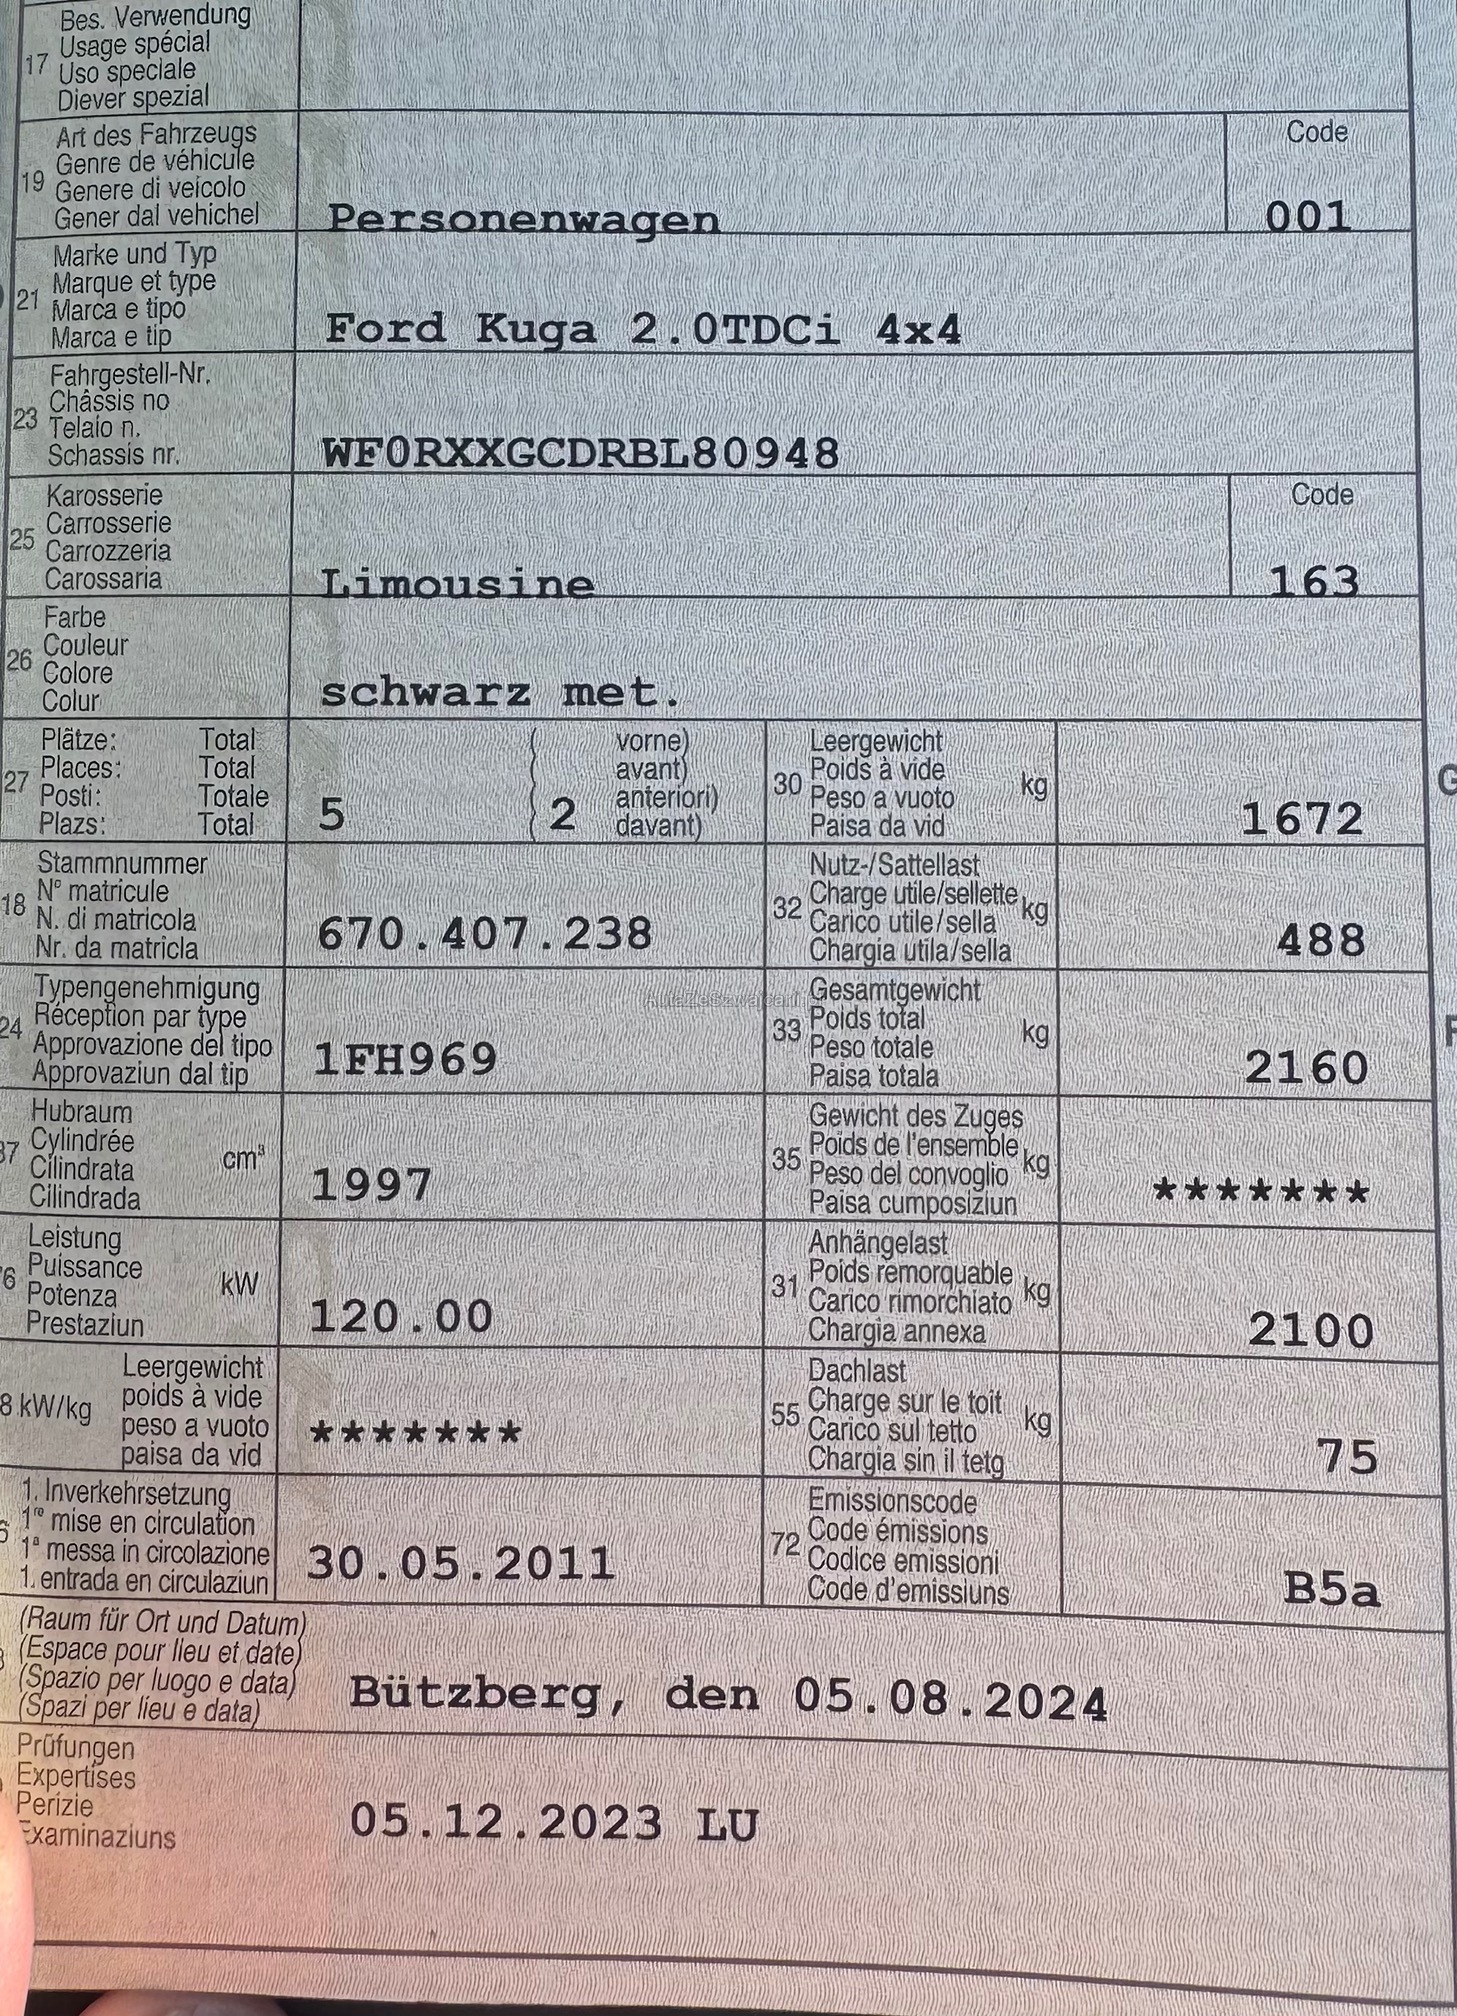 Bes. Verwendung
17 Usage spécial
Uso speciale
Diever spezial
Art des Fahrzeugs Code
19 Genre de véhicule
Genere di veicolo
Gener dal vehichel Personenwagen 001
Marke und Typ
21 Marque et type
Marca e tipo
Marca e tip Ford Kuga 2.0TDCi 4x4
Fahrgestell-Nr.
23 Châssis no
Telaio n.
Schassis nr. WF0RXXGCDRBL80948
Karosserie Code
25 Carrosserie
Carrozzeria
Carossaria Limousine 163
Farbe
26 Couleur
Colore
Colur schwarz met.
Plätze: Total vorne) Leergewicht
27 Places: Total avant) 30 Poids à vide kg
Posti: Totale 5 2 anteriori) Peso a vuoto 1672
Plazs: Total davant) Paisa da vid
Stammnummer Nutz-/Sattellast
18 N° matricule 32 Charge utile/sellette kg
N. di matricola 670.407.238 Carico utile/sella 488
Nr. da matricla Chargia utila/sella
Typengenehmigung Gesamtgewicht
24 Réception par type 33 Poids total kg
Approvazione del tipo 1FH969 Peso totale 2160
Approvaziun dal tip Paisa totala
Hubraum Gewicht des Zuges
37 Cylindrée cm³ 35 Poids de l'ensemble kg
Cilindrata 1997 Peso del convoglio *******
Cilindrada Paisa cumposiziun
Leistung Anhängelast
76 Puissance kW 31 Poids remorquable kg
Potenza 120.00 Carico rimorchiato 2100
Prestaziun Chargia annexa
Leergewicht Dachlast
8 kW/kg poids à vide 55 Charge sur le toit kg
peso a vuoto ******* Carico sul tetto 75
paisa da vid Chargia sin il tetg
1. Inverkehrsetzung Emissionscode
6 1re mise en circulation 72 Code émissions
1a messa in circolazione 30.05.2011 Codice emissioni B5a
1. entrada en circulaziun Code d'emissiuns
(Raum für Ort und Datum)
(Espace pour lieu et date)
(Spazio per luogo e data) Bützberg, den 05.08.2024
(Spazi per lieu e data)
Prüfungen
Expertises
Perizie 05.12.2023 LU
Examinaziuns